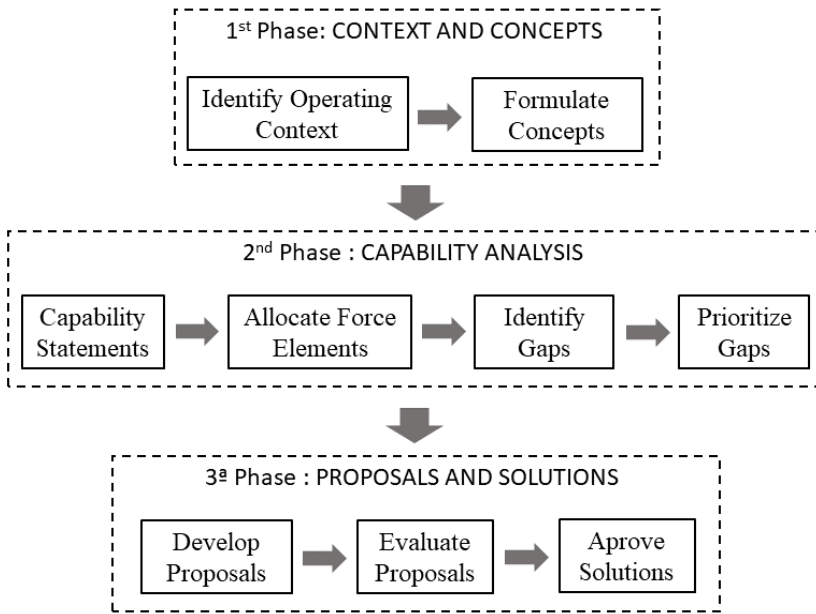 1st Phase: CONTEXT AND CONCEPTS
Identify Operating
Context
Formulate
Concepts
2nd Phase : CAPABILITY ANALYSIS
Capability
Statements
Allocate Force
Elements
Identify
Gaps
Prioritize
Gaps
3ª Phase : PROPOSALS AND SOLUTIONS
Develop
Proposals
Evaluate
Proposals
Aprove
Solutions